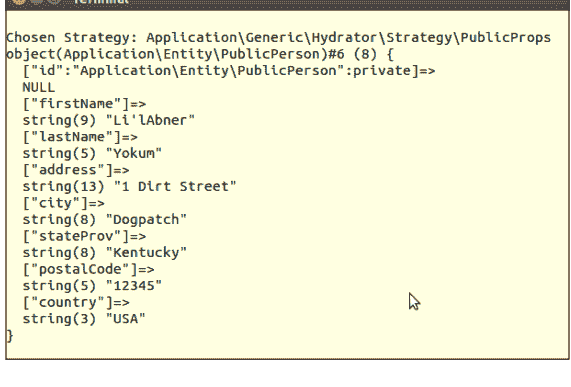 Terminal
Chosen Strategy: Application\Generic\Hydrator\Strategy\PublicProps
object(Application\Entity\PublicPerson)#6 (8) {
  ["id":"Application\Entity\PublicPerson":private]=>
  NULL
  ["firstName"]=>
  string(9) "Li'lAbner"
  ["lastName"]=>
  string(5) "Yokum"
  ["address"]=>
  string(13) "1 Dirt Street"
  ["city"]=>
  string(8) "Dogpatch"
  ["stateProv"]=>
  string(8) "Kentucky"
  ["postalCode"]=>
  string(5) "12345"
  ["country"]=>
  string(3) "USA"
}